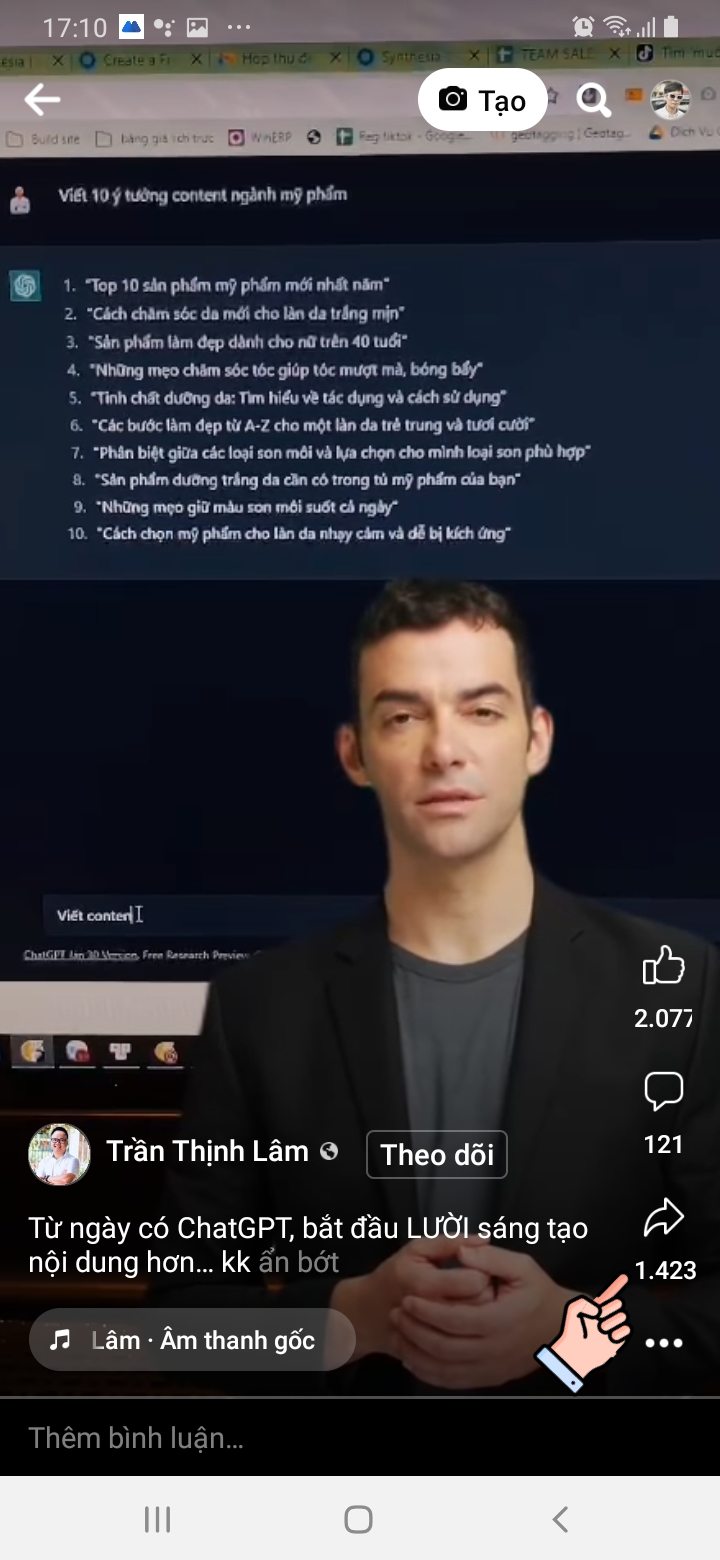 17:10
Create a Fi
Hộp thư đ
Synthesia
TEAM SALE
Tìm "mu
Tạo
Build site
bảng giá ich truc
WinERP
Reg tiktok - Google...
geotagging | Geotag...
Dịch Vụ
Viết 10 ý tưởng content ngành mỹ phẩm
1. "Top 10 sản phẩm mỹ phẩm mới nhất năm"
2. "Cách chăm sóc da mới cho làn da trắng mịn"
3. "Sản phẩm làm đẹp dành cho nữ trên 40 tuổi"
4. "Những mẹo chăm sóc tóc giúp tóc mượt mà, bóng bẩy"
5. "Tinh chất dưỡng da: Tìm hiểu về tác dụng và cách sử dụng"
6. "Các bước làm đẹp từ A-Z cho một làn da trẻ trung và tươi cười"
7. "Phân biệt giữa các loại son môi và lựa chọn cho mình loại son phù hợp"
8. "Sản phẩm dưỡng trắng da cần có trong tủ mỹ phẩm của bạn"
9. "Những mẹo giữ màu son môi suốt cả ngày"
10. "Cách chọn mỹ phẩm cho làn da nhạy cảm và dễ bị kích ứng"
Viết conten
ChatGPT Jan 30 Version. Free Research Preview.
2.077
121
Trần Thịnh Lâm
Theo dõi
Từ ngày có ChatGPT, bắt đầu LƯỜI sáng tạo
nội dung hơn... kk ẩn bớt
1.423
Lâm · Âm thanh gốc
Thêm bình luận...